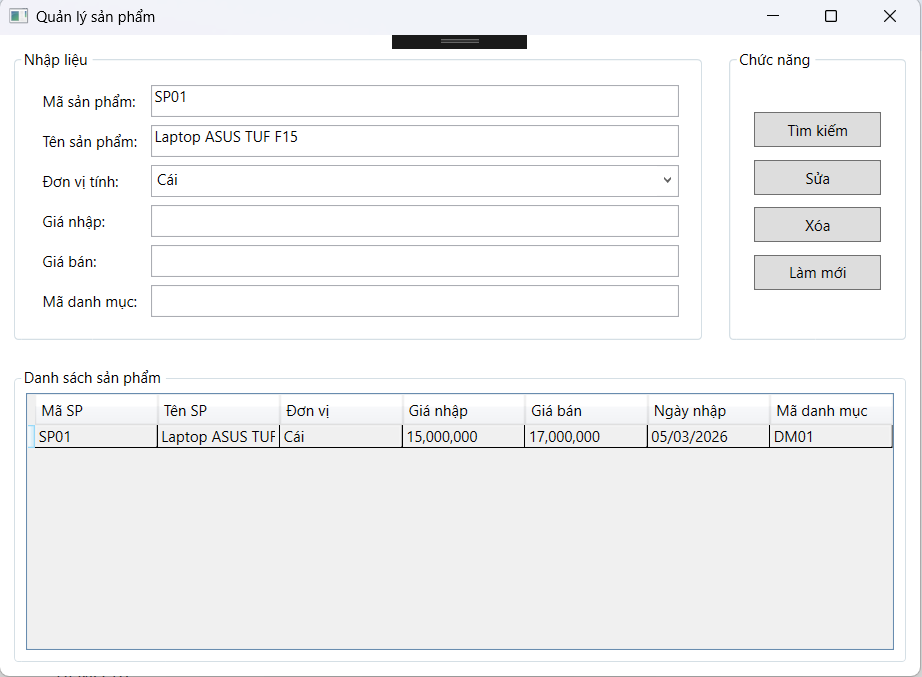 Quản lý sản phẩm
Nhập liệu
Mã sản phẩm: SP01
Tên sản phẩm: Laptop ASUS TUF F15
Đơn vị tính: Cái
Giá nhập:
Giá bán:
Mã danh mục:
Chức năng
Tìm kiếm
Sửa
Xóa
Làm mới
Danh sách sản phẩm
Mã SP Tên SP Đơn vị Giá nhập Giá bán Ngày nhập Mã danh mục
SP01 Laptop ASUS TUF Cái 15,000,000 17,000,000 05/03/2026 DM01